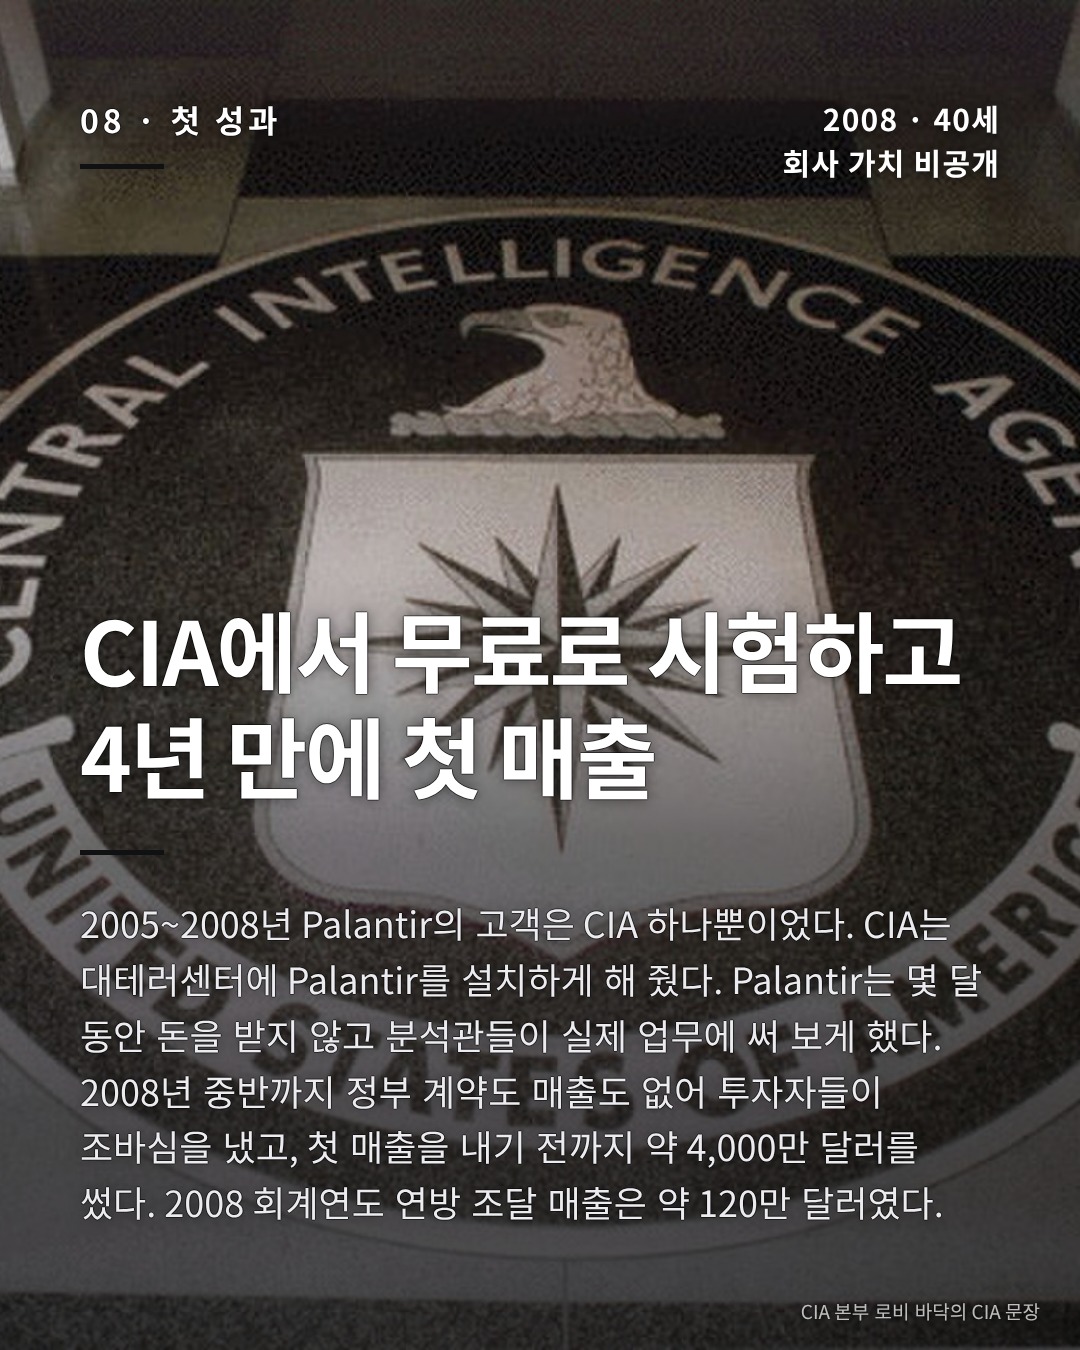 08 · 첫 성과
2008 · 40세
회사 가치 비공개
CENTRAL INTELLIGENCE AGEN
CIA에서 무료로 시험하고
4년 만에 첫 매출
2005~2008년 Palantir의 고객은 CIA 하나뿐이었다. CIA는
대테러센터에 Palantir를 설치하게 해 줬다. Palantir는 몇 달
동안 돈을 받지 않고 분석관들이 실제 업무에 써 보게 했다.
2008년 중반까지 정부 계약도 매출도 없어 투자자들이
조바심을 냈고, 첫 매출을 내기 전까지 약 4,000만 달러를
썼다. 2008 회계연도 연방 조달 매출은 약 120만 달러였다.
UNITED STATES OF AMERIC
CIA 본부 로비 바닥의 CIA 문장